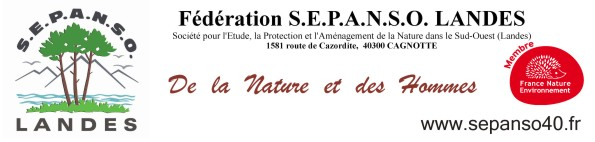 S.E.P.A.N.S.O.
LANDES
Fédération S.E.P.A.N.S.O. LANDES
Société pour l'Etude, la Protection et l'Aménagement de la Nature dans le Sud-Ouest (Landes)
1581 route de Cazordite, 40300 CAGNOTTE
De la Nature et des Hommes
Membre
France Nature
Environnement
www.sepanso40.fr